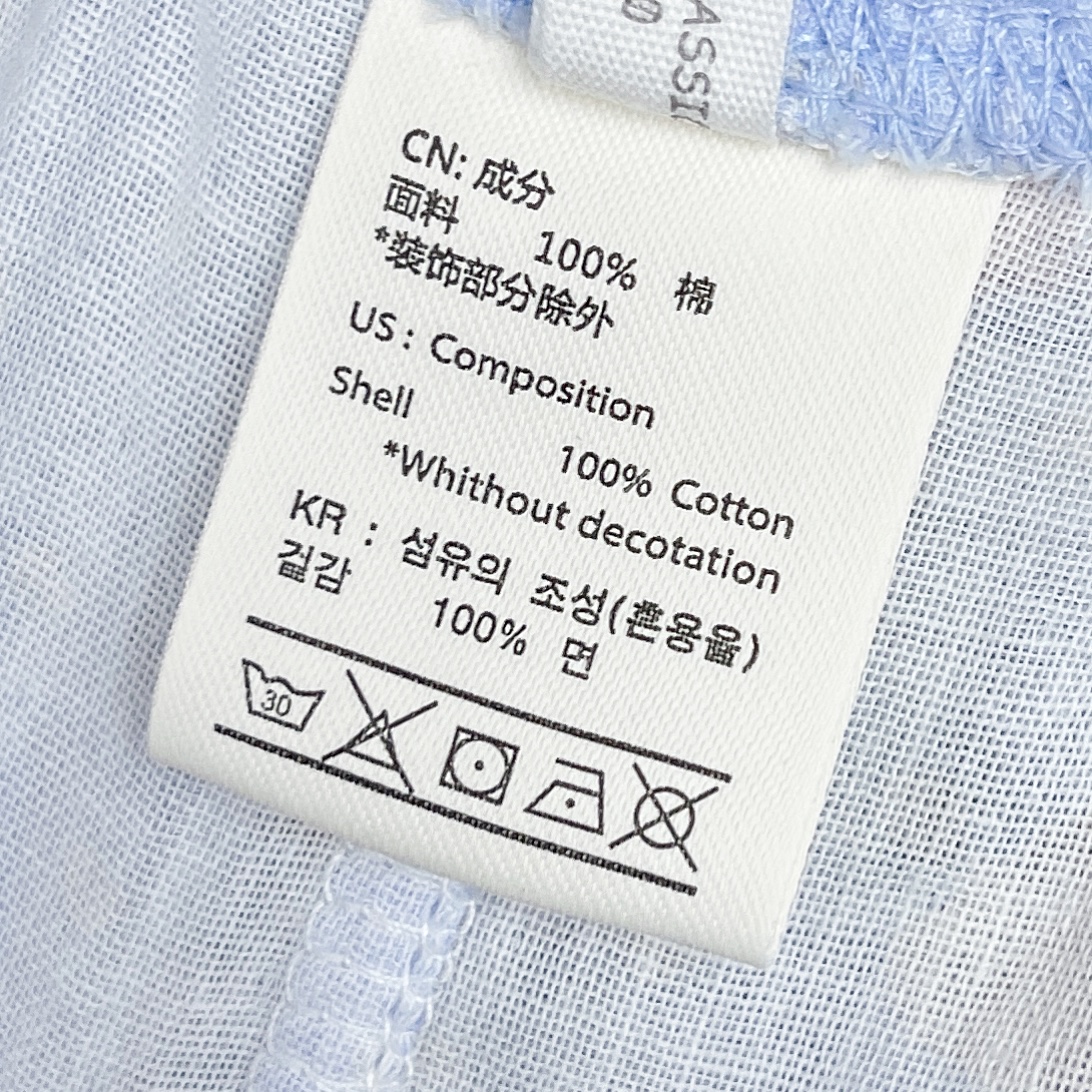 ASSI
CN: 成分
面料 100% 棉
*装饰部分除外
US : Composition
Shell
100% Cotton
*Whithout decotation
KR : 섬유의 조성(혼용율)
겉감 100% 면
30